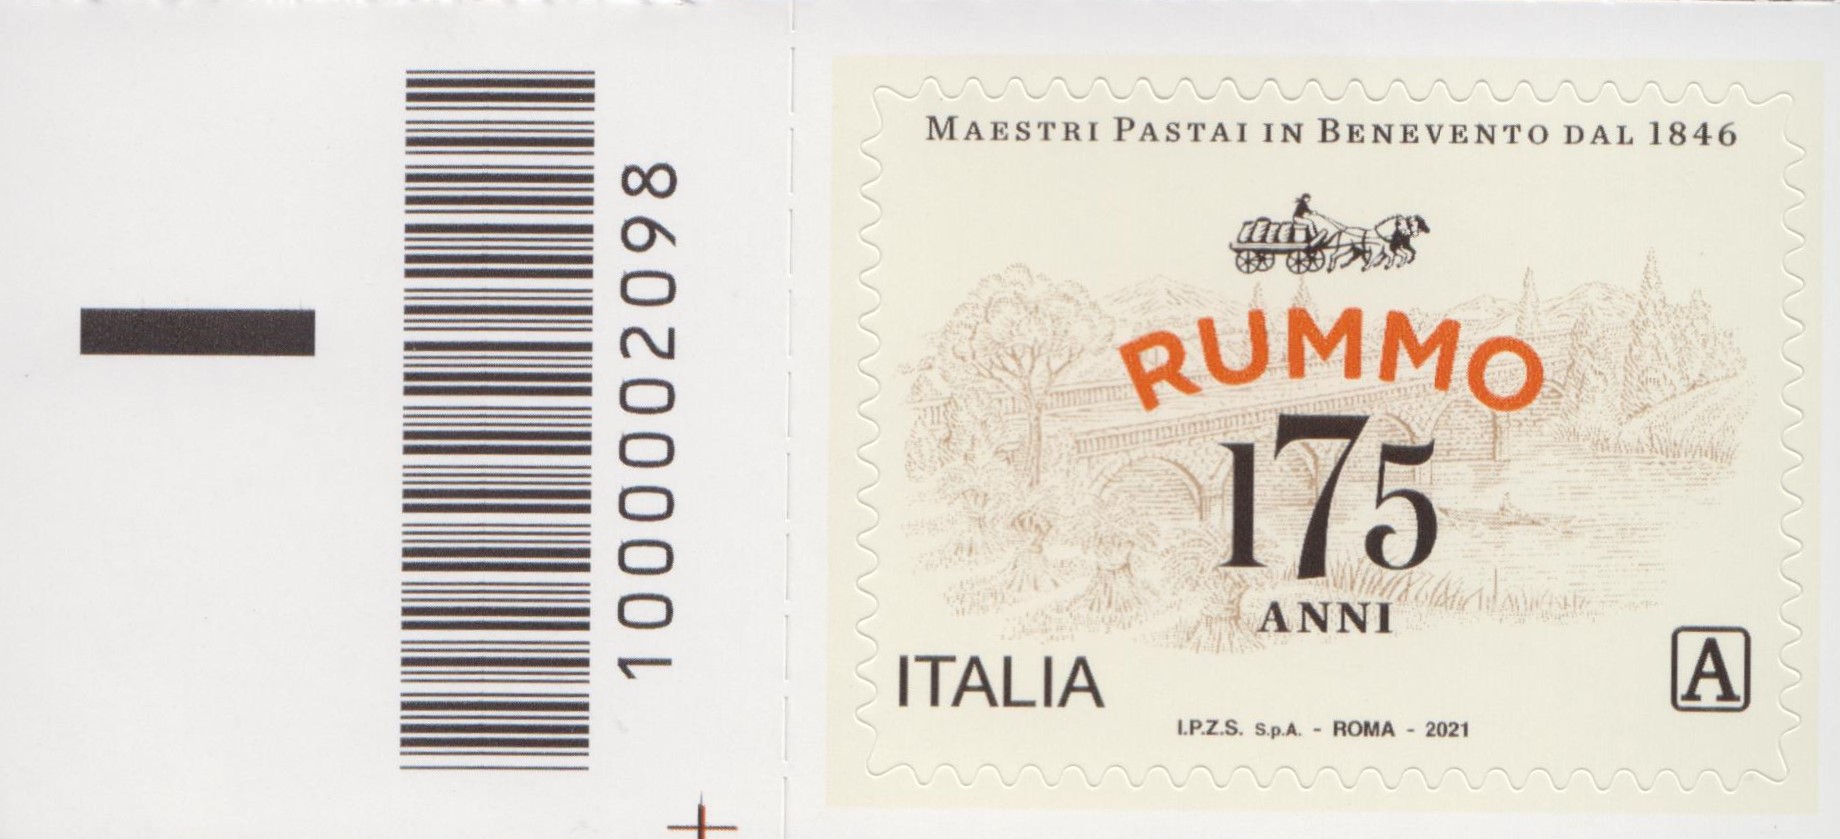 1000002098
MAESTRI PASTAI IN BENEVENTO DAL 1846
RUMMO
175
ANNI
ITALIA
A
I.P.Z.S. S.p.A. - ROMA - 2021